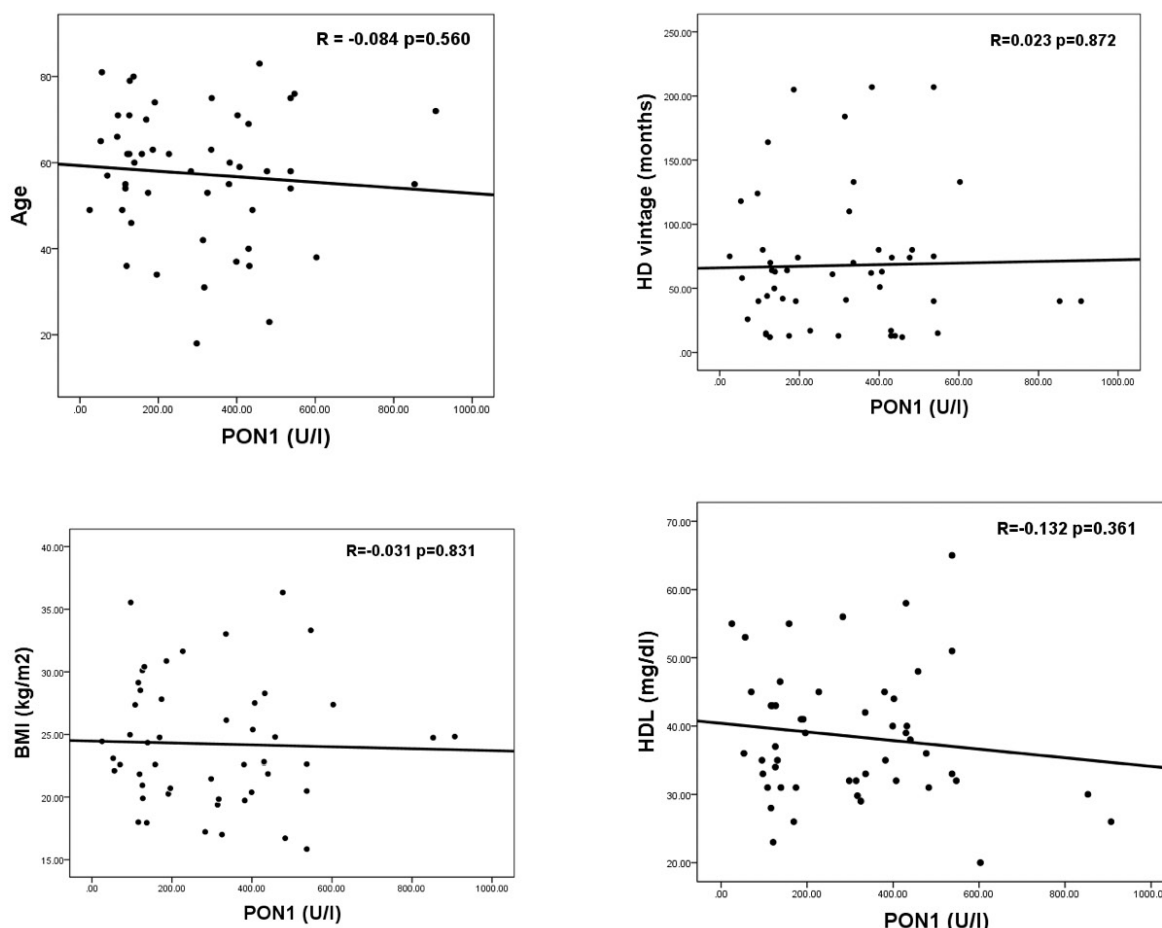 R = -0.084 p=0.560
80
60
40
20
Age
.00 200.00 400.00 600.00 800.00 1000.00
PON1 (U/l)
R=0.023 p=0.872
250.00
200.00
150.00
100.00
50.00
.00
HD vintage (months)
.00 200.00 400.00 600.00 800.00 1000.00
PON1 (U/l)
R=-0.031 p=0.831
40.00
35.00
30.00
25.00
20.00
15.00
BMI (kg/m2)
.00 200.00 400.00 600.00 800.00 1000.00
PON1 (U/l)
R=-0.132 p=0.361
70.00
60.00
50.00
40.00
30.00
20.00
HDL (mg/dl)
.00 200.00 400.00 600.00 800.00 1000.0
PON1 (U/l)